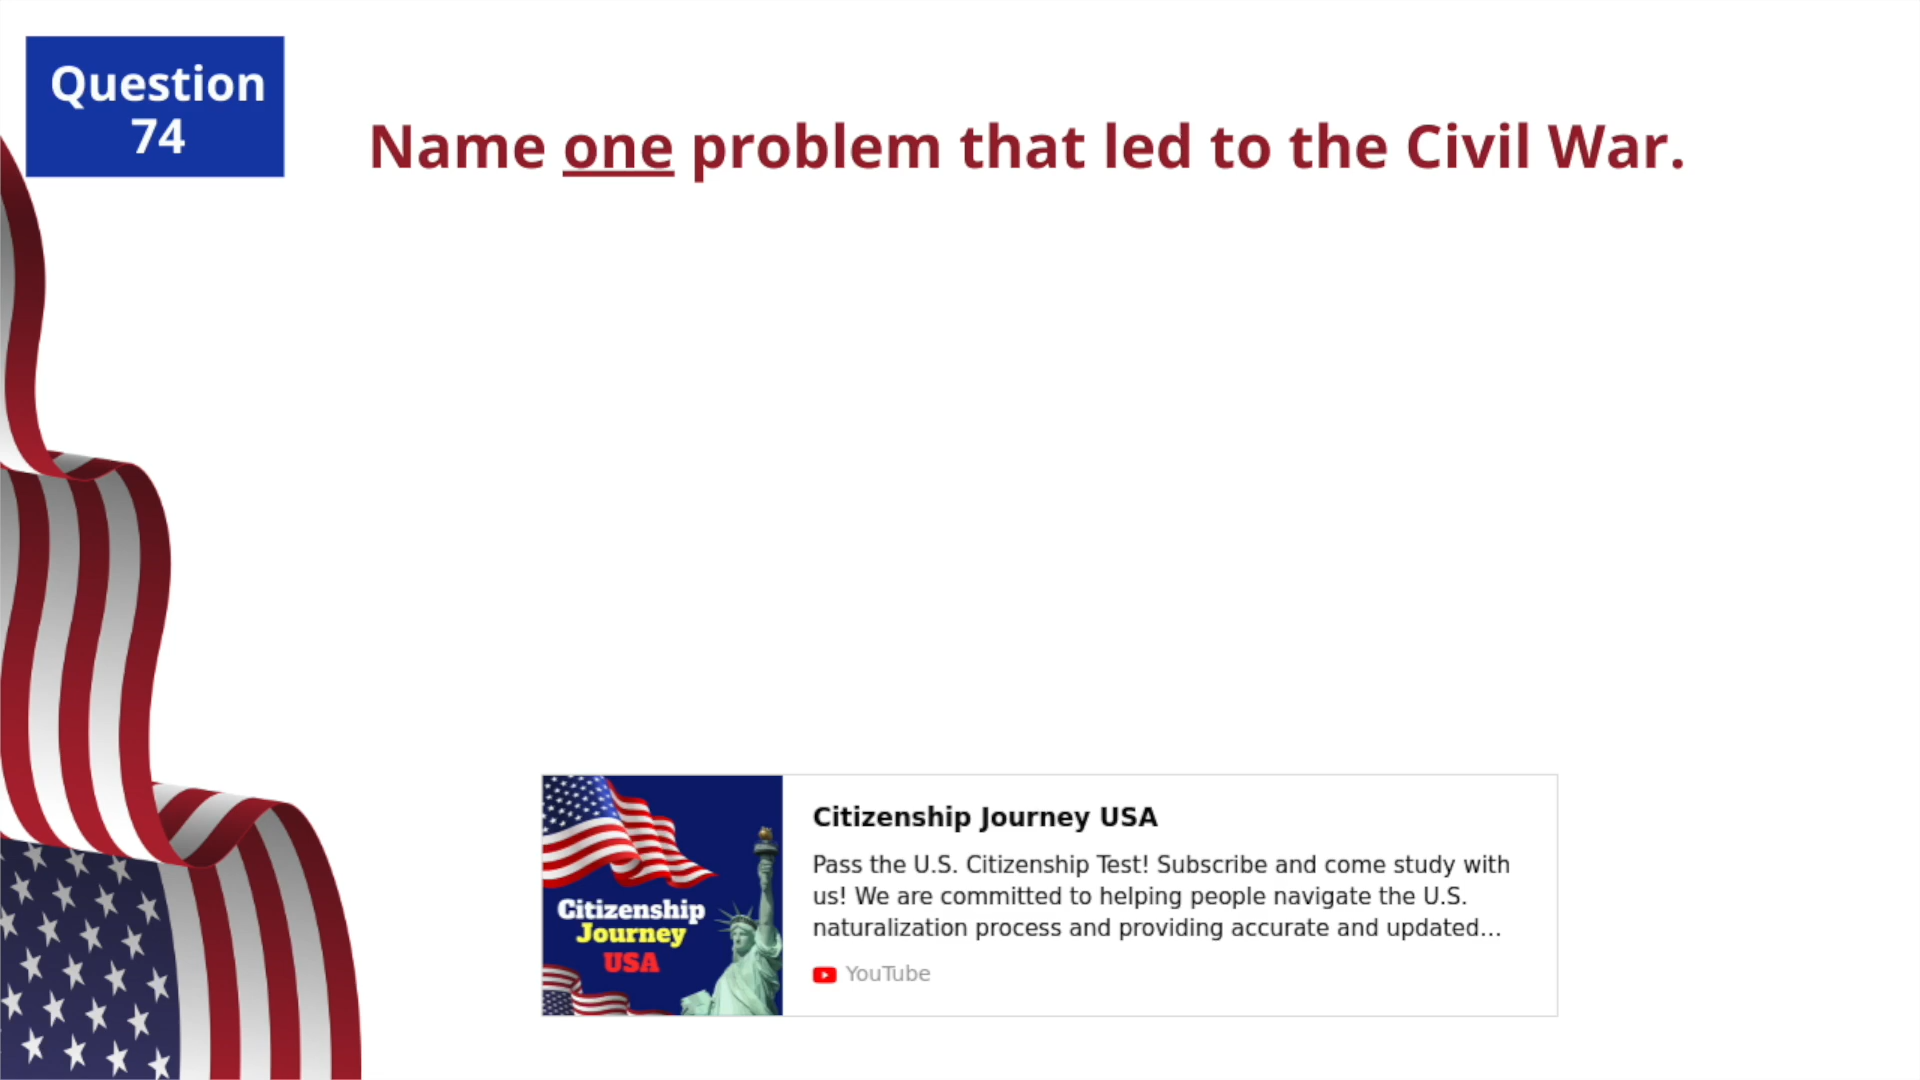 Question
74
Name one problem that led to the Civil War.
Citizenship
Journey
USA
Citizenship Journey USA
Pass the U.S. Citizenship Test! Subscribe and come study with
us! We are committed to helping people navigate the U.S.
naturalization process and providing accurate and updated...
YouTube